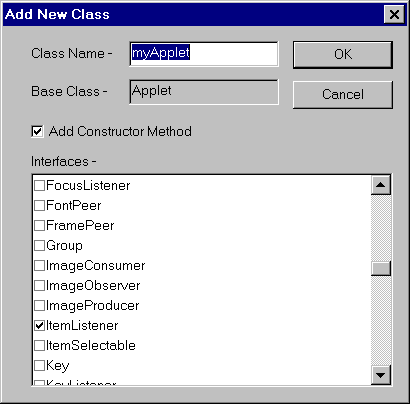 Add New Class
Class Name - myApplet OK
Base Class - Applet Cancel
Add Constructor Method
Interfaces -
FocusListener
FontPeer
FramePeer
Group
ImageConsumer
ImageObserver
ImageProducer
ItemListener
ItemSelectable
Key
KeyListener